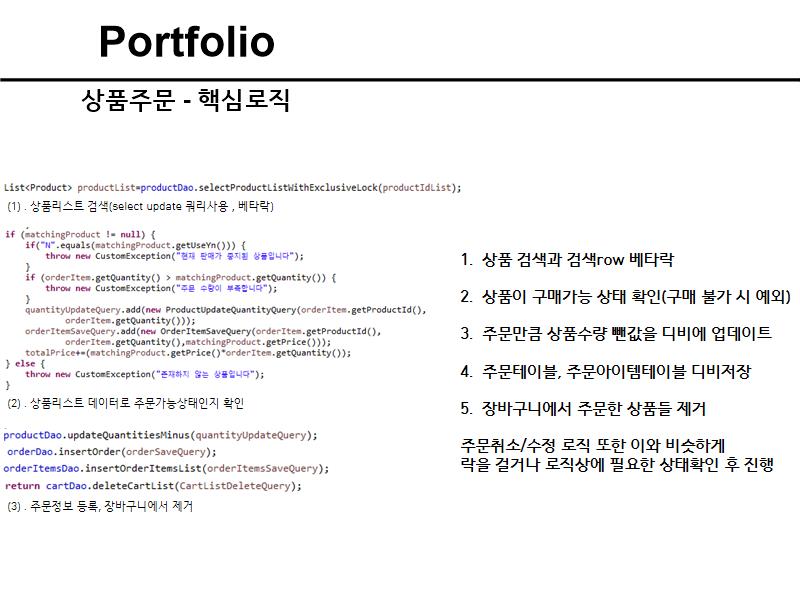 Portfolio
상품주문 - 핵심로직
List<Product> productList=productDao.selectProductListWithExclusiveLock(productIdList);
(1) . 상품리스트 검색(select update 쿼리사용 , 베타락)
if (matchingProduct != null) {
if("N".equals(matchingProduct.getUseYn())) {
throw new CustomException("현재 판매가 중지된 상품입니다");
}
if (orderItem.getQuantity() > matchingProduct.getQuantity()) {
throw new CustomException("주문 수량이 부족합니다");
}
quantityUpdateQuery.add(new ProductUpdateQuantityQuery(orderItem.getProductId(),
orderItem.getQuantity()));
orderItemSaveQuery.add(new OrderItemSaveQuery(orderItem.getProductId(),
orderItem.getQuantity(),matchingProduct.getPrice()));
totalPrice+=(matchingProduct.getPrice()*orderItem.getQuantity());
} else {
throw new CustomException("존재하지 않는 상품입니다");
}
(2) . 상품리스트 데이터로 주문가능상태인지 확인
productDao.updateQuantitiesMinus(quantityUpdateQuery);
orderDao.insertOrder(orderSaveQuery);
orderItemsDao.insertOrderItemsList(orderItemsSaveQuery);
return cartDao.deleteCartList(CartListDeleteQuery);
(3) . 주문정보 등록, 장바구니에서 제거
1. 상품 검색과 검색row 베타락
2. 상품이 구매가능 상태 확인(구매 불가 시 예외)
3. 주문만큼 상품수량 뺀값을 디비에 업데이트
4. 주문테이블, 주문아이템테이블 디비저장
5. 장바구니에서 주문한 상품들 제거
주문취소/수정 로직 또한 이와 비슷하게
락을 걸거나 로직상에 필요한 상태확인 후 진행